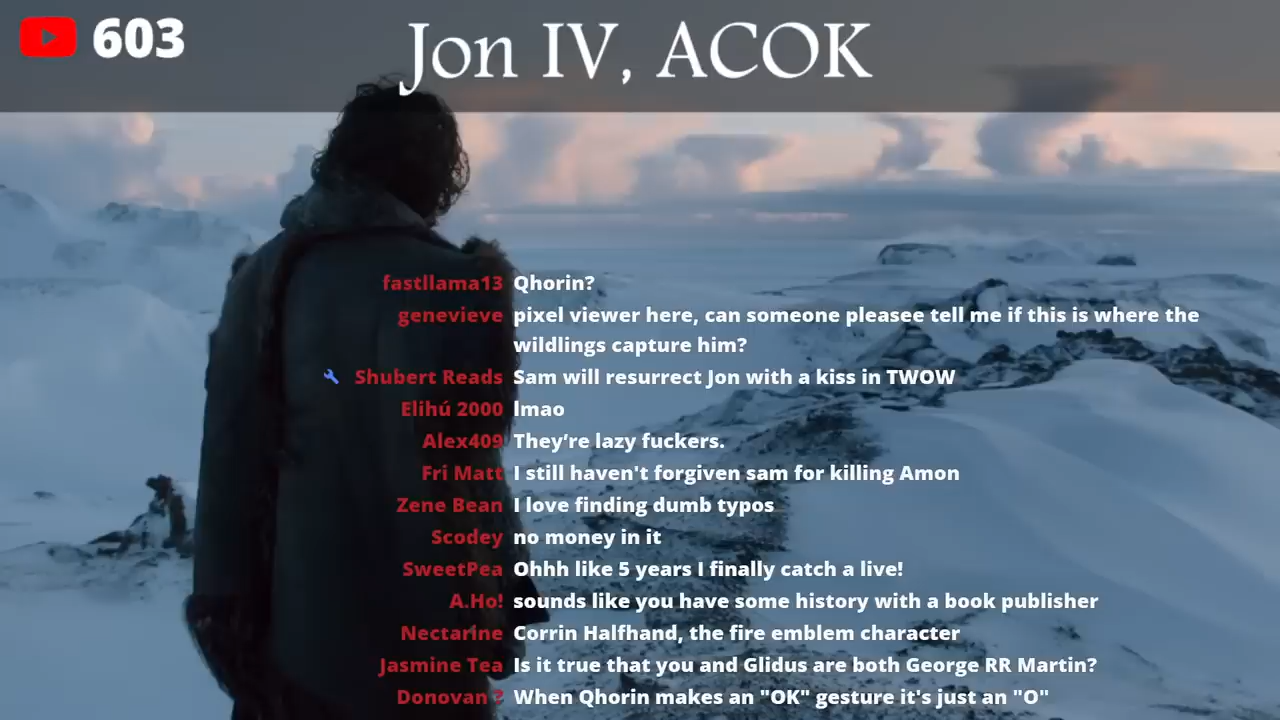 603
Jon IV, ACOK
fastllama13 Qhorin?
genevieve pixel viewer here, can someone pleasee tell me if this is where the
wildlings capture him?
Shubert Reads Sam will resurrect Jon with a kiss in TWOW
Elihú 2000 lmao
Alex409 They’re lazy fuckers.
Fri Matt I still haven't forgiven sam for killing Amon
Zene Bean I love finding dumb typos
Scodey no money in it
SweetPea Ohhh like 5 years I finally catch a live!
A.Ho! sounds like you have some history with a book publisher
Nectarine Corrin Halfhand, the fire emblem character
Jasmine Tea Is it true that you and Glidus are both George RR Martin?
Donovan ? When Qhorin makes an "OK" gesture it's just an "O"